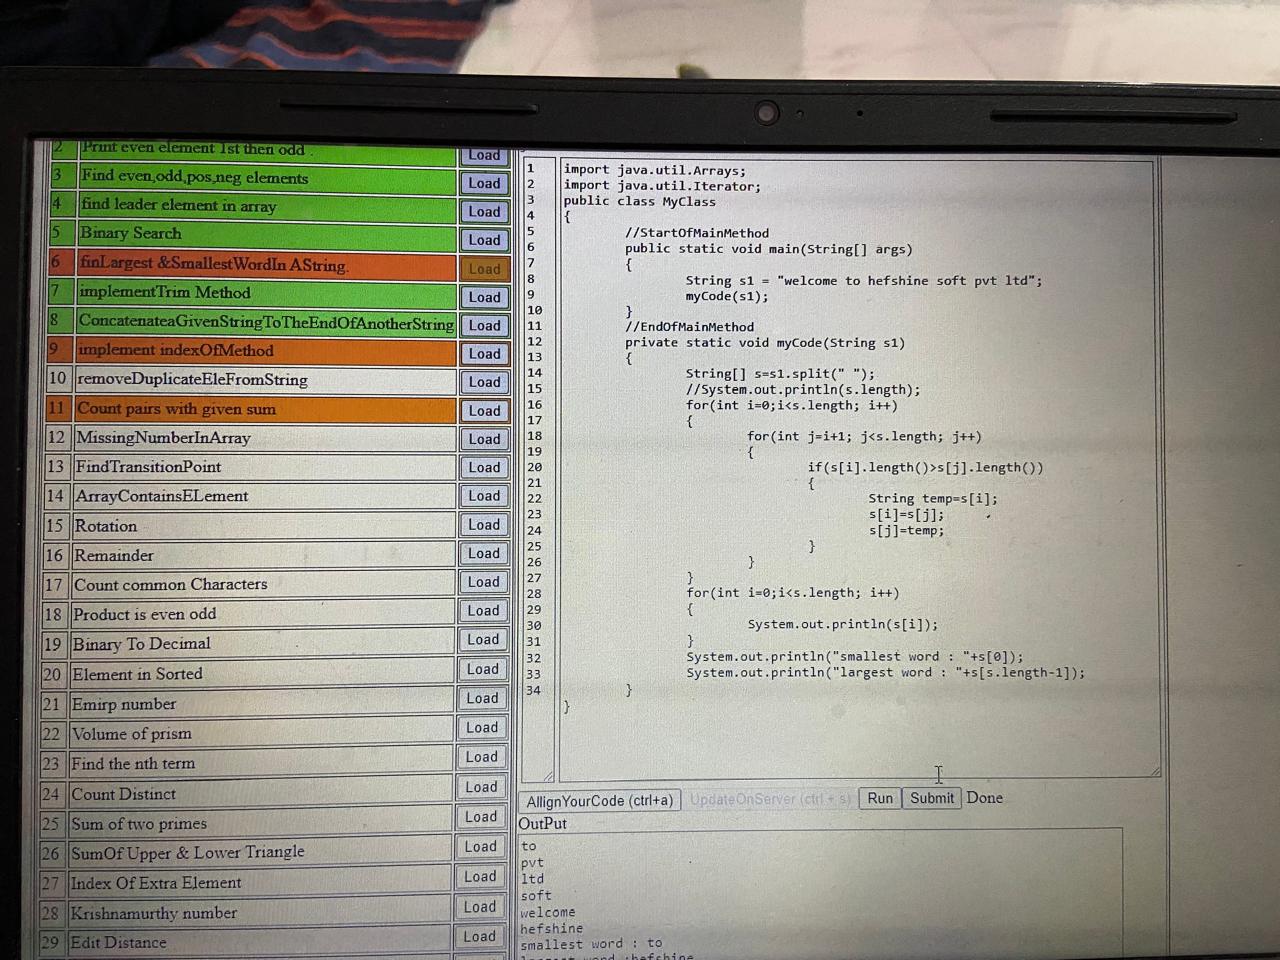 2 Print even element 1st then odd . Load
3 Find even,odd,pos,neg elements Load
4 find leader element in array Load
5 Binary Search Load
6 finLargest &SmallestWordIn AString. Load
7 implementTrim Method Load
8 ConcatenateaGivenStringToTheEndOfAnotherString Load
9 implement indexOfMethod Load
10 removeDuplicateEleFromString Load
11 Count pairs with given sum Load
12 MissingNumberInArray Load
13 FindTransitionPoint Load
14 ArrayContainsELement Load
15 Rotation Load
16 Remainder Load
17 Count common Characters Load
18 Product is even odd Load
19 Binary To Decimal Load
20 Element in Sorted Load
21 Emirp number Load
22 Volume of prism Load
23 Find the nth term Load
24 Count Distinct Load
25 Sum of two primes Load
26 SumOf Upper & Lower Triangle Load
27 Index Of Extra Element Load
28 Krishnamurthy number Load
29 Edit Distance Load
1 import java.util.Arrays;
2 import java.util.Iterator;
3 public class MyClass
4 {
5 //StartOfMainMethod
6 public static void main(String[] args)
7 {
8 String s1 = "welcome to hefshine soft pvt ltd";
9 myCode(s1);
10 }
11 //EndOfMainMethod
12 private static void myCode(String s1)
13 {
14 String[] s=s1.split(" ");
15 //System.out.println(s.length);
16 for(int i=0;i<s.length; i++)
17 {
18 for(int j=i+1; j<s.length; j++)
19 {
20 if(s[i].length()>s[j].length())
21 {
22 String temp=s[i];
23 s[i]=s[j];
24 s[j]=temp;
25 }
26 }
27 }
28 for(int i=0;i<s.length; i++)
29 {
30 System.out.println(s[i]);
31 }
32 System.out.println("smallest word : "+s[0]);
33 System.out.println("largest word : "+s[s.length-1]);
34 }
}
AllignYourCode (ctrl+a) UpdateOnServer (ctrl + s) Run Submit Done
OutPut
to
pvt
ltd
soft
welcome
hefshine
smallest word : to
largest word :hefshine